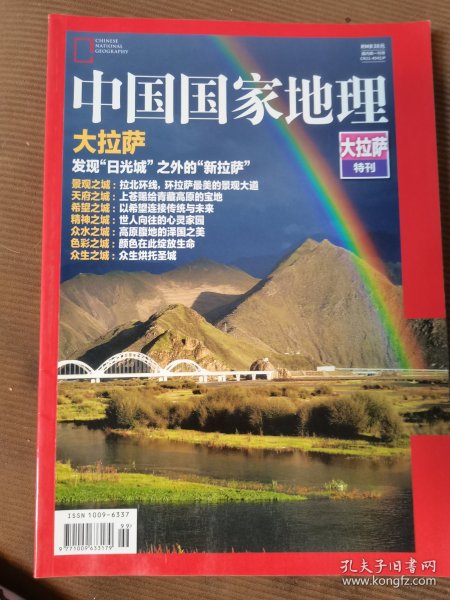 CHINESE
NATIONAL
GEOGRAPHY
中国国家地理
大拉萨
发现“日光城”之外的“新拉萨”
景观之城：拉北环线，环拉萨最美的景观大道
天府之城：上苍赐给青藏高原的宝地
希望之城：以希望连接传统与未来
精神之城：世人向往的心灵家园
众水之城：高原腹地的泽国之美
色彩之城：颜色在此绽放生命
众生之城：众生烘托圣城
大拉萨
特刊
ISSN 1009-6337
99>
9 771009 633179
孔夫子旧书网
www.kongfz.com